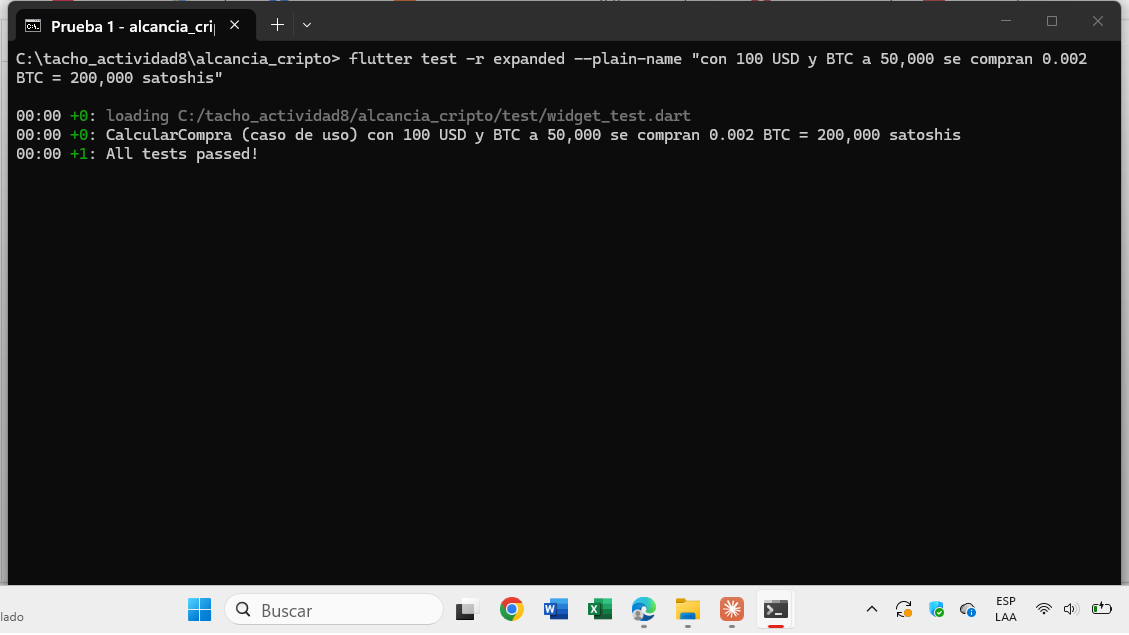 Prueba 1 - alcancia_cri
C:\tacho_actividad8\alcancia_cripto> flutter test -r expanded --plain-name "con 100 USD y BTC a 50,000 se compran 0.002
BTC = 200,000 satoshis"
00:00 +0: loading C:/tacho_actividad8/alcancia_cripto/test/widget_test.dart
00:00 +0: CalcularCompra (caso de uso) con 100 USD y BTC a 50,000 se compran 0.002 BTC = 200,000 satoshis
00:00 +1: All tests passed!
lado
Buscar
ESP
LAA